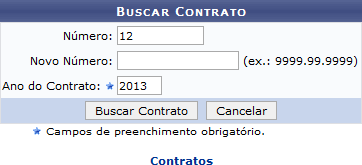 Buscar Contrato
Número: 12
Novo Número: (ex.: 9999.99.9999)
Ano do Contrato: 2013
Buscar Contrato Cancelar
Campos de preenchimento obrigatório.
Contratos